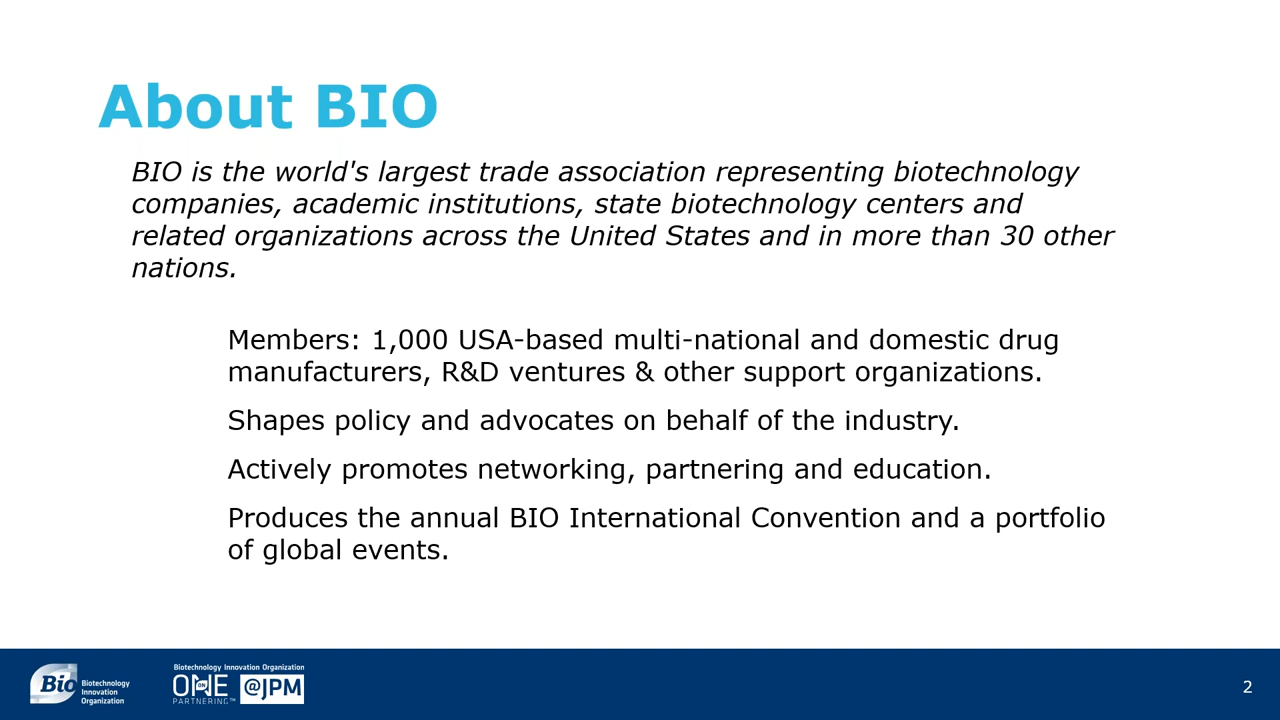 About BIO
BIO is the world's largest trade association representing biotechnology
companies, academic institutions, state biotechnology centers and
related organizations across the United States and in more than 30 other
nations.
Members: 1,000 USA-based multi-national and domestic drug
manufacturers, R&D ventures & other support organizations.
Shapes policy and advocates on behalf of the industry.
Actively promotes networking, partnering and education.
Produces the annual BIO International Convention and a portfolio
of global events.
Bio
Biotechnology
Innovation
Organization
Biotechnology Innovation Organization
ONE ON ONE
PARTNERING™
@JPM
2